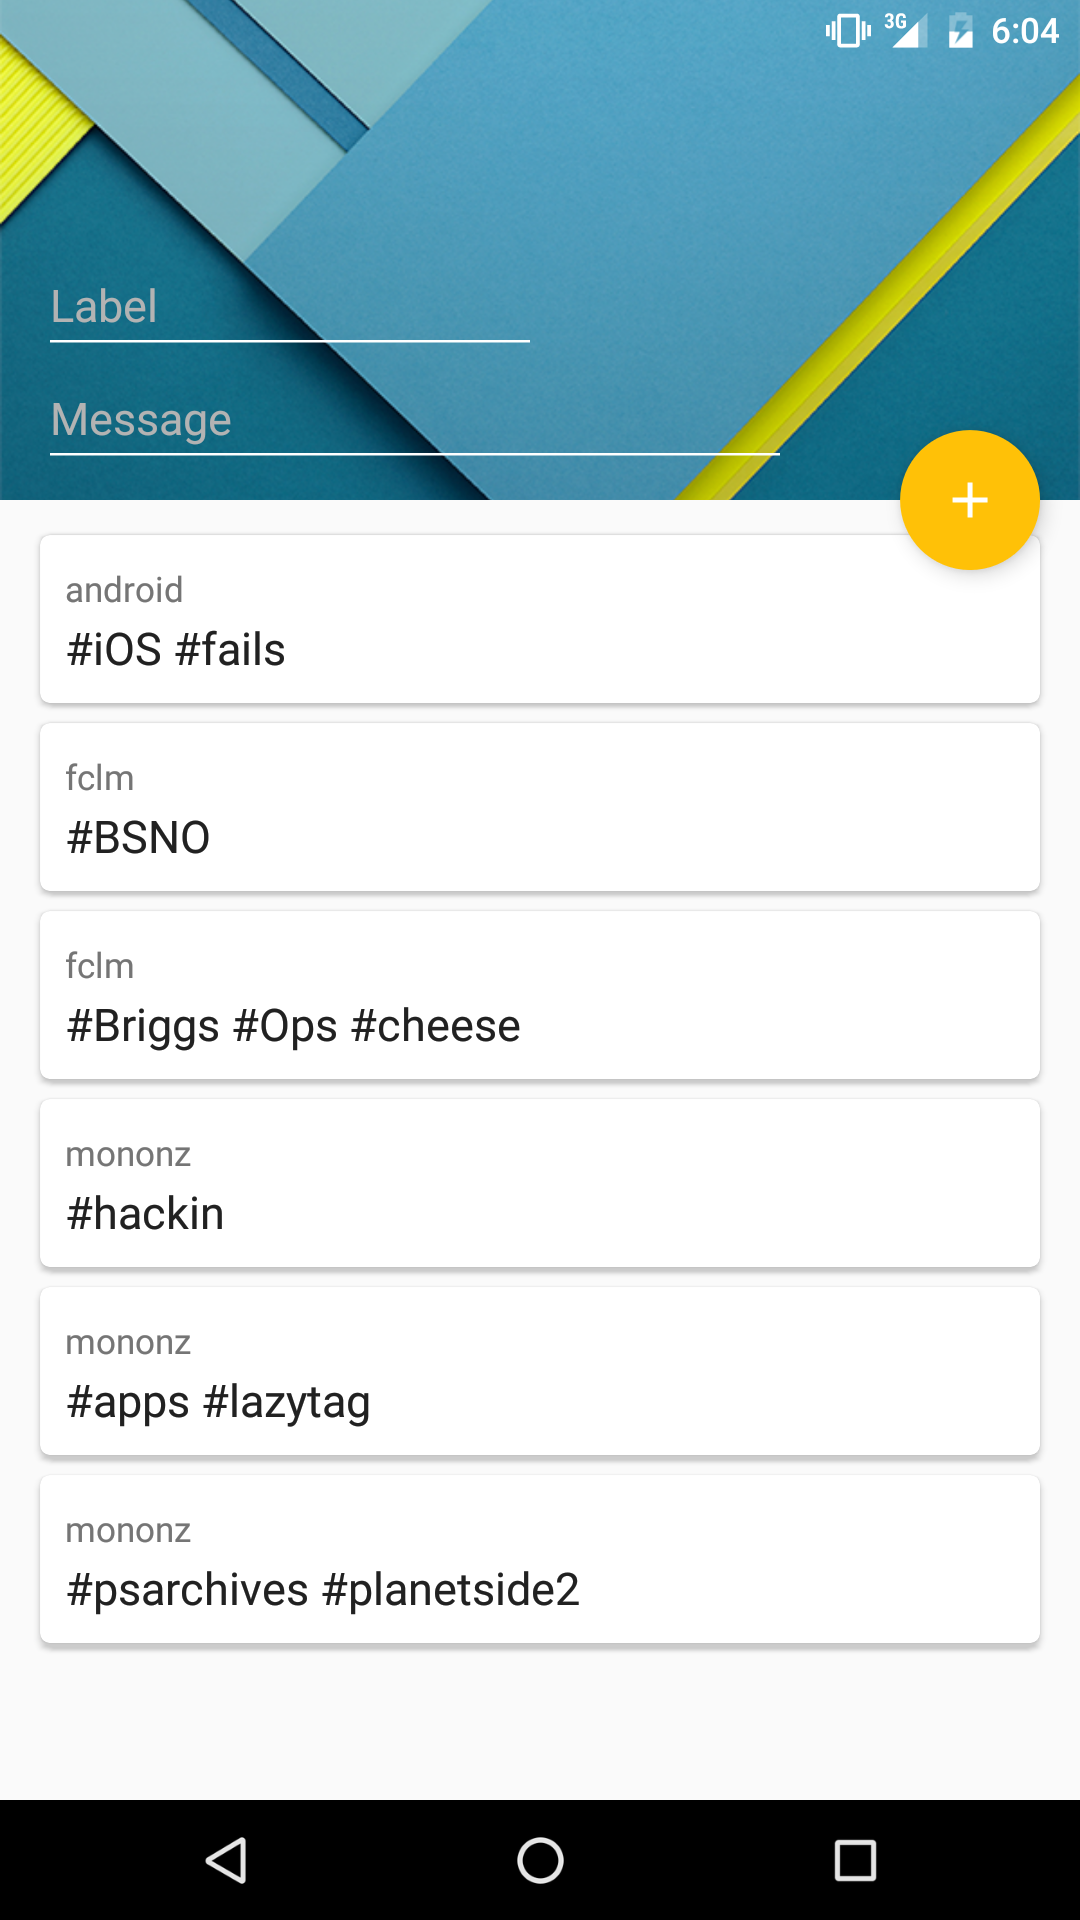 3G 6:04
Label
Message
android
#iOS #fails
fclm
#BSNO
fclm
#Briggs #Ops #cheese
mononz
#hackin
mononz
#apps #lazytag
mononz
#psarchives #planetside2